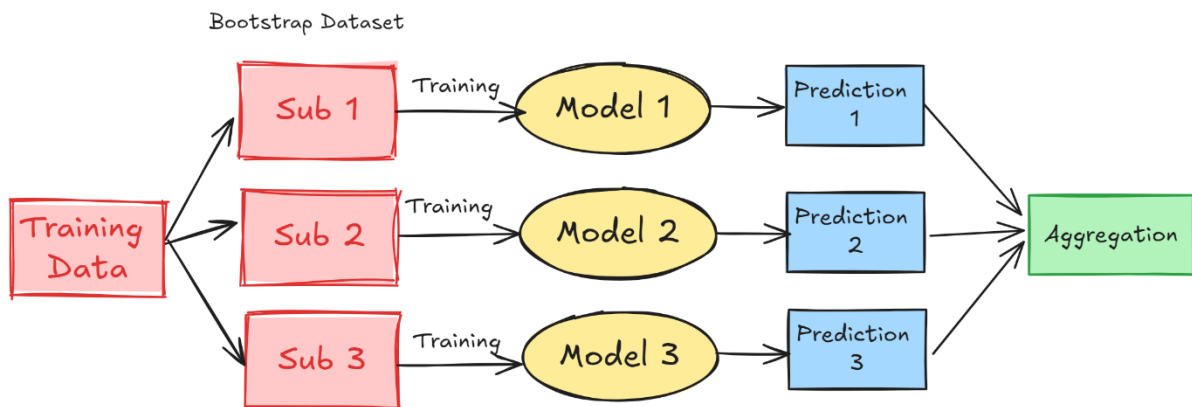 Bootstrap Dataset
Training
Data
Sub 1
Training
Model 1
Prediction
1
Sub 2
Training
Model 2
Prediction
2
Sub 3
Training
Model 3
Prediction
3
Aggregation